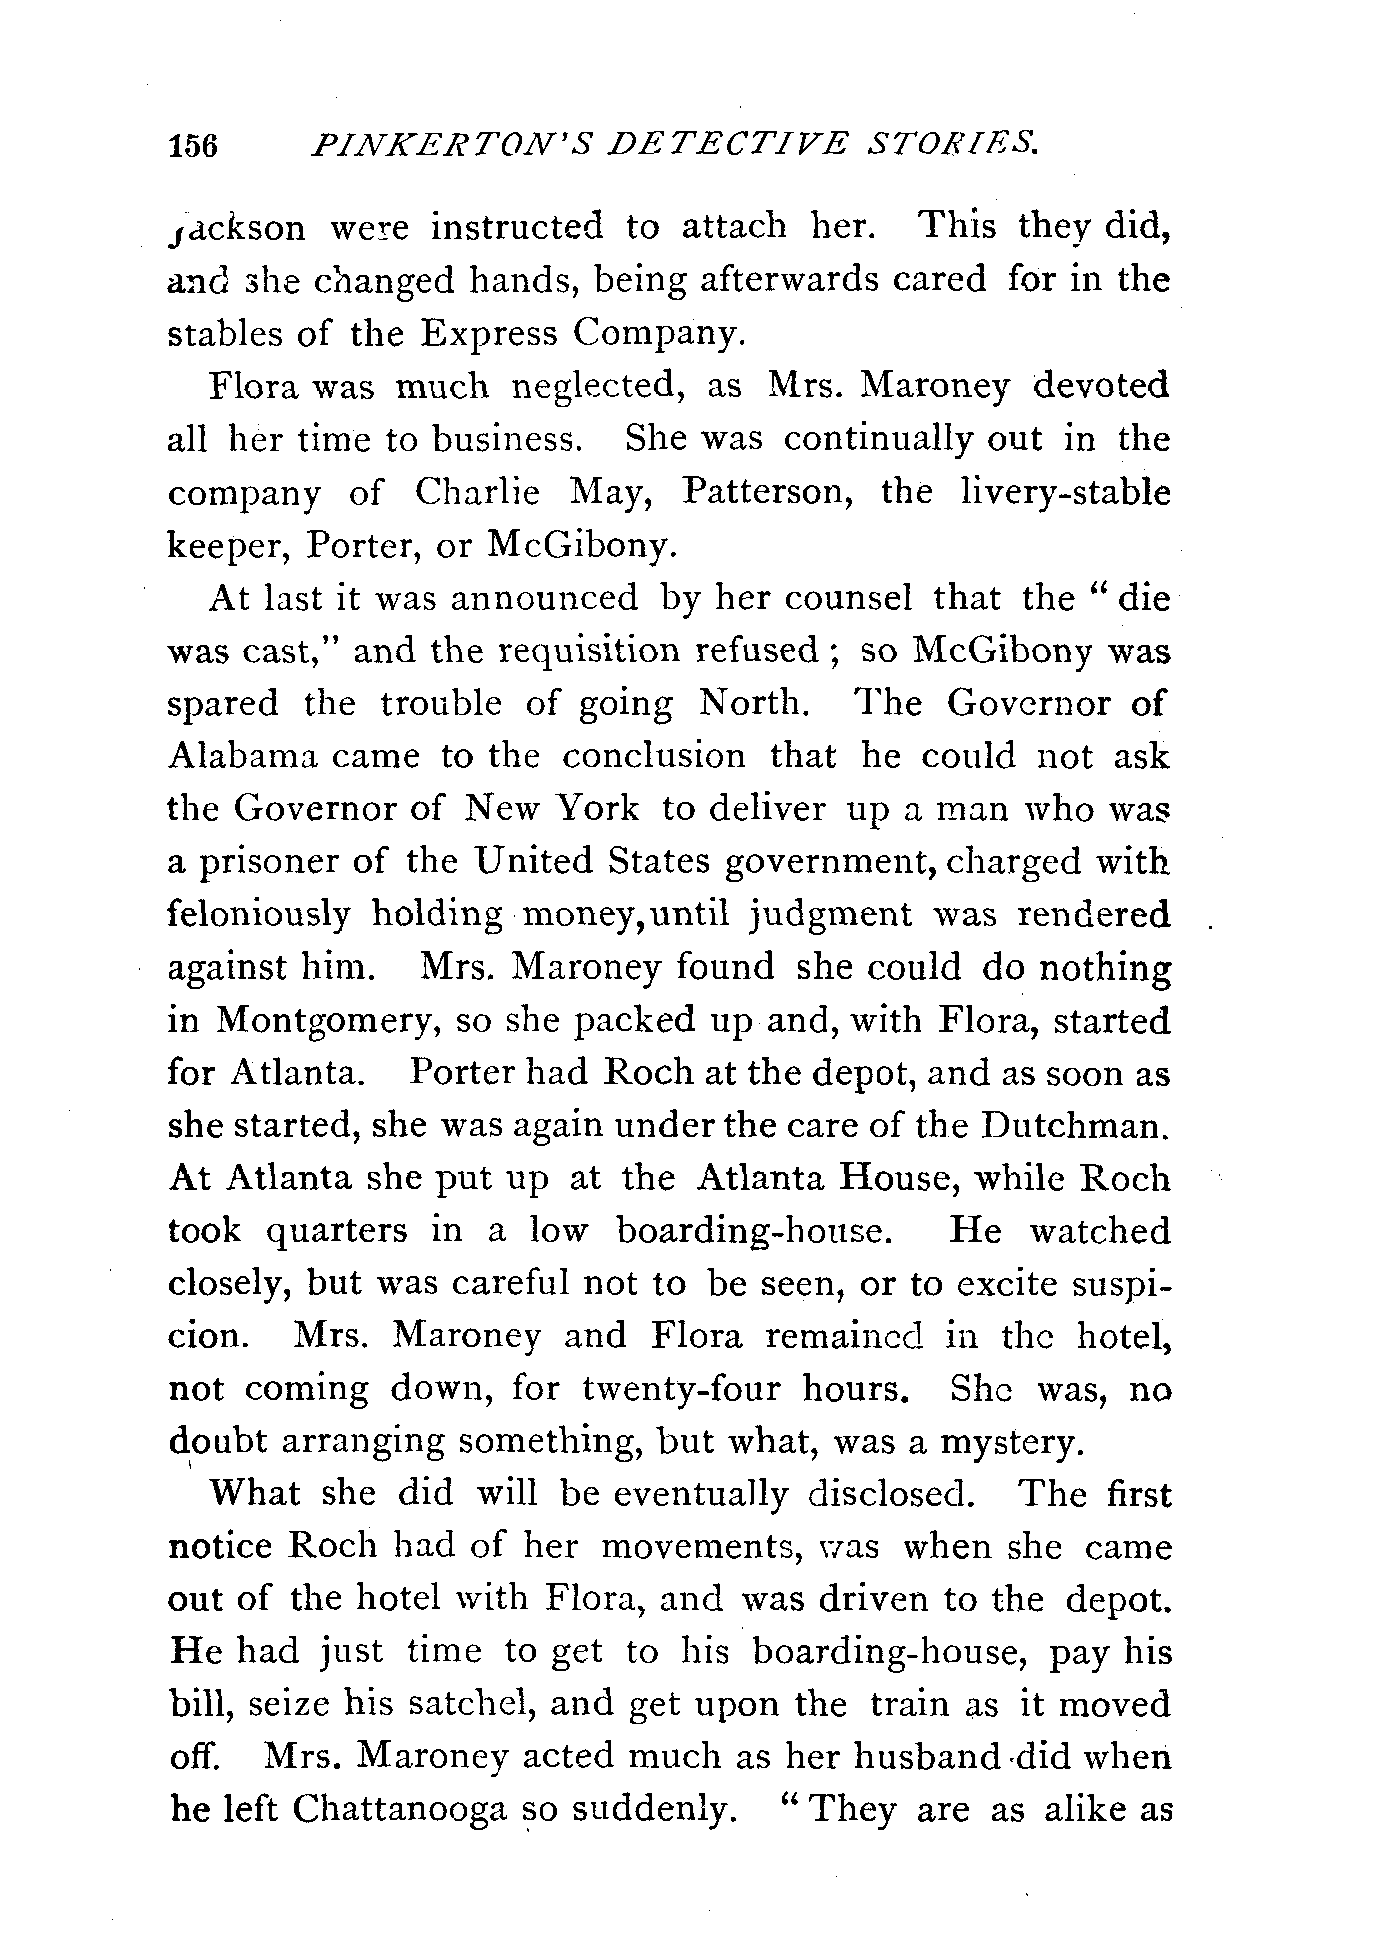 156 PINKERTON'S DETECTIVE STORIES.
Jackson were instructed to attach her. This they did,
and she changed hands, being afterwards cared for in the
stables of the Express Company.
Flora was much neglected, as Mrs. Maroney devoted
all her time to business. She was continually out in the
company of Charlie May, Patterson, the livery-stable
keeper, Porter, or McGibony.
At last it was announced by her counsel that the “ die
was cast,” and the requisition refused ; so McGibony was
spared the trouble of going North. The Governor of
Alabama came to the conclusion that he could not ask
the Governor of New York to deliver up a man who was
a prisoner of the United States government, charged with
feloniously holding money,until judgment was rendered
against him. Mrs. Maroney found she could do nothing
in Montgomery, so she packed up and, with Flora, started
for Atlanta. Porter had Roch at the depot, and as soon as
she started, she was again under the care of the Dutchman.
At Atlanta she put up at the Atlanta House, while Roch
took quarters in a low boarding-house. He watched
closely, but was careful not to be seen, or to excite suspi-
cion. Mrs. Maroney and Flora remained in the hotel,
not coming down, for twenty-four hours. She was, no
doubt arranging something, but what, was a mystery.
What she did will be eventually disclosed. The first
notice Roch had of her movements, was when she came
out of the hotel with Flora, and was driven to the depot.
He had just time to get to his boarding-house, pay his
bill, seize his satchel, and get upon the train as it moved
off. Mrs. Maroney acted much as her husband did when
he left Chattanooga so suddenly. “ They are as alike as